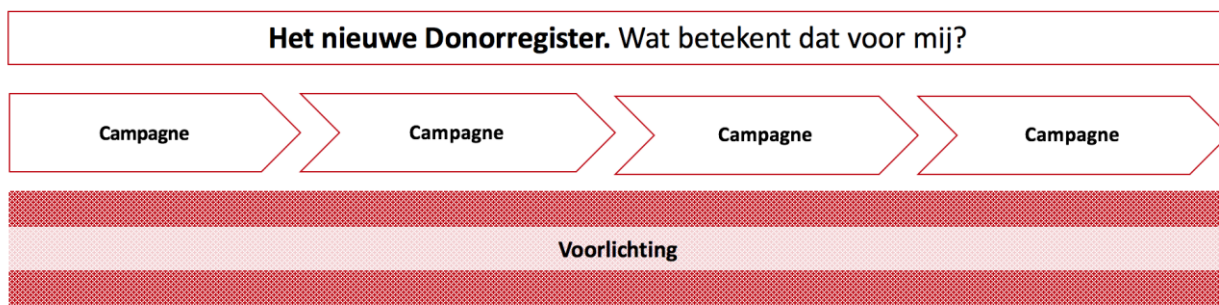 Het nieuwe Donorregister. Wat betekent dat voor mij?
Campagne
Campagne
Campagne
Campagne
Voorlichting